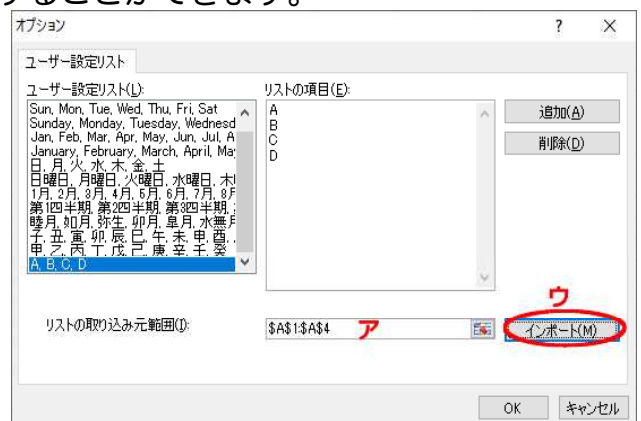 することができます。
オプション ? ×
ユーザー設定リスト
ユーザー設定リスト(L): リストの項目(E):
Sun, Mon, Tue, Wed, Thu, Fri, Sat
Sunday, Monday, Tuesday, Wednesd
Jan, Feb, Mar, Apr, May, Jun, Jul, A
January, February, March, April, May
日, 月, 火, 水, 木, 金, 土
日曜日, 月曜日, 火曜日, 水曜日, 木
1月, 2月, 3月, 4月, 5月, 6月, 7月, 8月
第1四半期, 第2四半期, 第3四半期,
睦月, 如月, 弥生, 卯月, 皐月, 水無月
子, 丑, 寅, 卯, 辰, 巳, 午, 未, 申, 酉,
甲, 乙, 丙, 丁, 戊, 己, 庚, 辛, 壬, 癸
A, B, C, D
A
B
C
D
追加(A)
削除(D)
ウ
リストの取り込み元範囲(I): $A$1:$A$4 ア インポート(M)
OK キャンセル